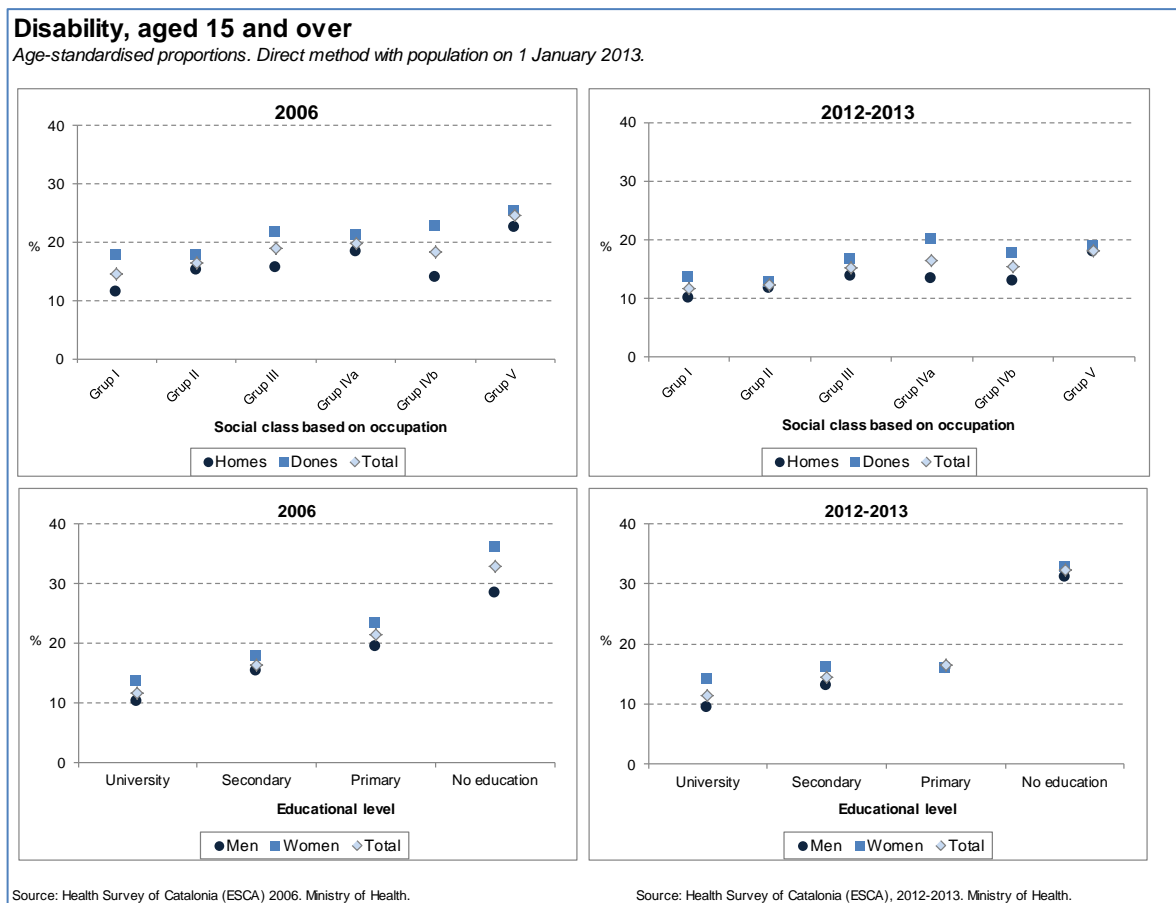 Disability, aged 15 and over
Age-standardised proportions. Direct method with population on 1 January 2013.
2006
40
30
20
10
0
%
Grup I
Grup II
Grup III
Grup IVa
Grup IVb
Grup V
Social class based on occupation
Homes Dones Total
2012-2013
40
30
20
10
0
%
Grup I
Grup II
Grup III
Grup IVa
Grup IVb
Grup V
Social class based on occupation
Homes Dones Total
2006
40
30
20
10
0
%
University Secondary Primary No education
Educational level
Men Women Total
2012-2013
40
30
20
10
0
%
University Secondary Primary No education
Educational level
Men Women Total
Source: Health Survey of Catalonia (ESCA) 2006. Ministry of Health.
Source: Health Survey of Catalonia (ESCA), 2012-2013. Ministry of Health.